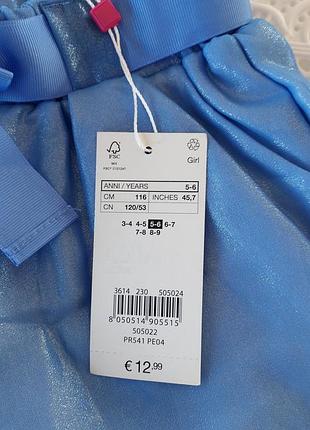 FSC
MIX
Girl
ANNI / YEARS 5-6
CM 116 INCHES 45,7
CN 120/53
3-4 4-5 5-6 6-7
7-8 8-9
3614 230 505024
8 050514 905515
505022
PR541 PE04
€ 12,99